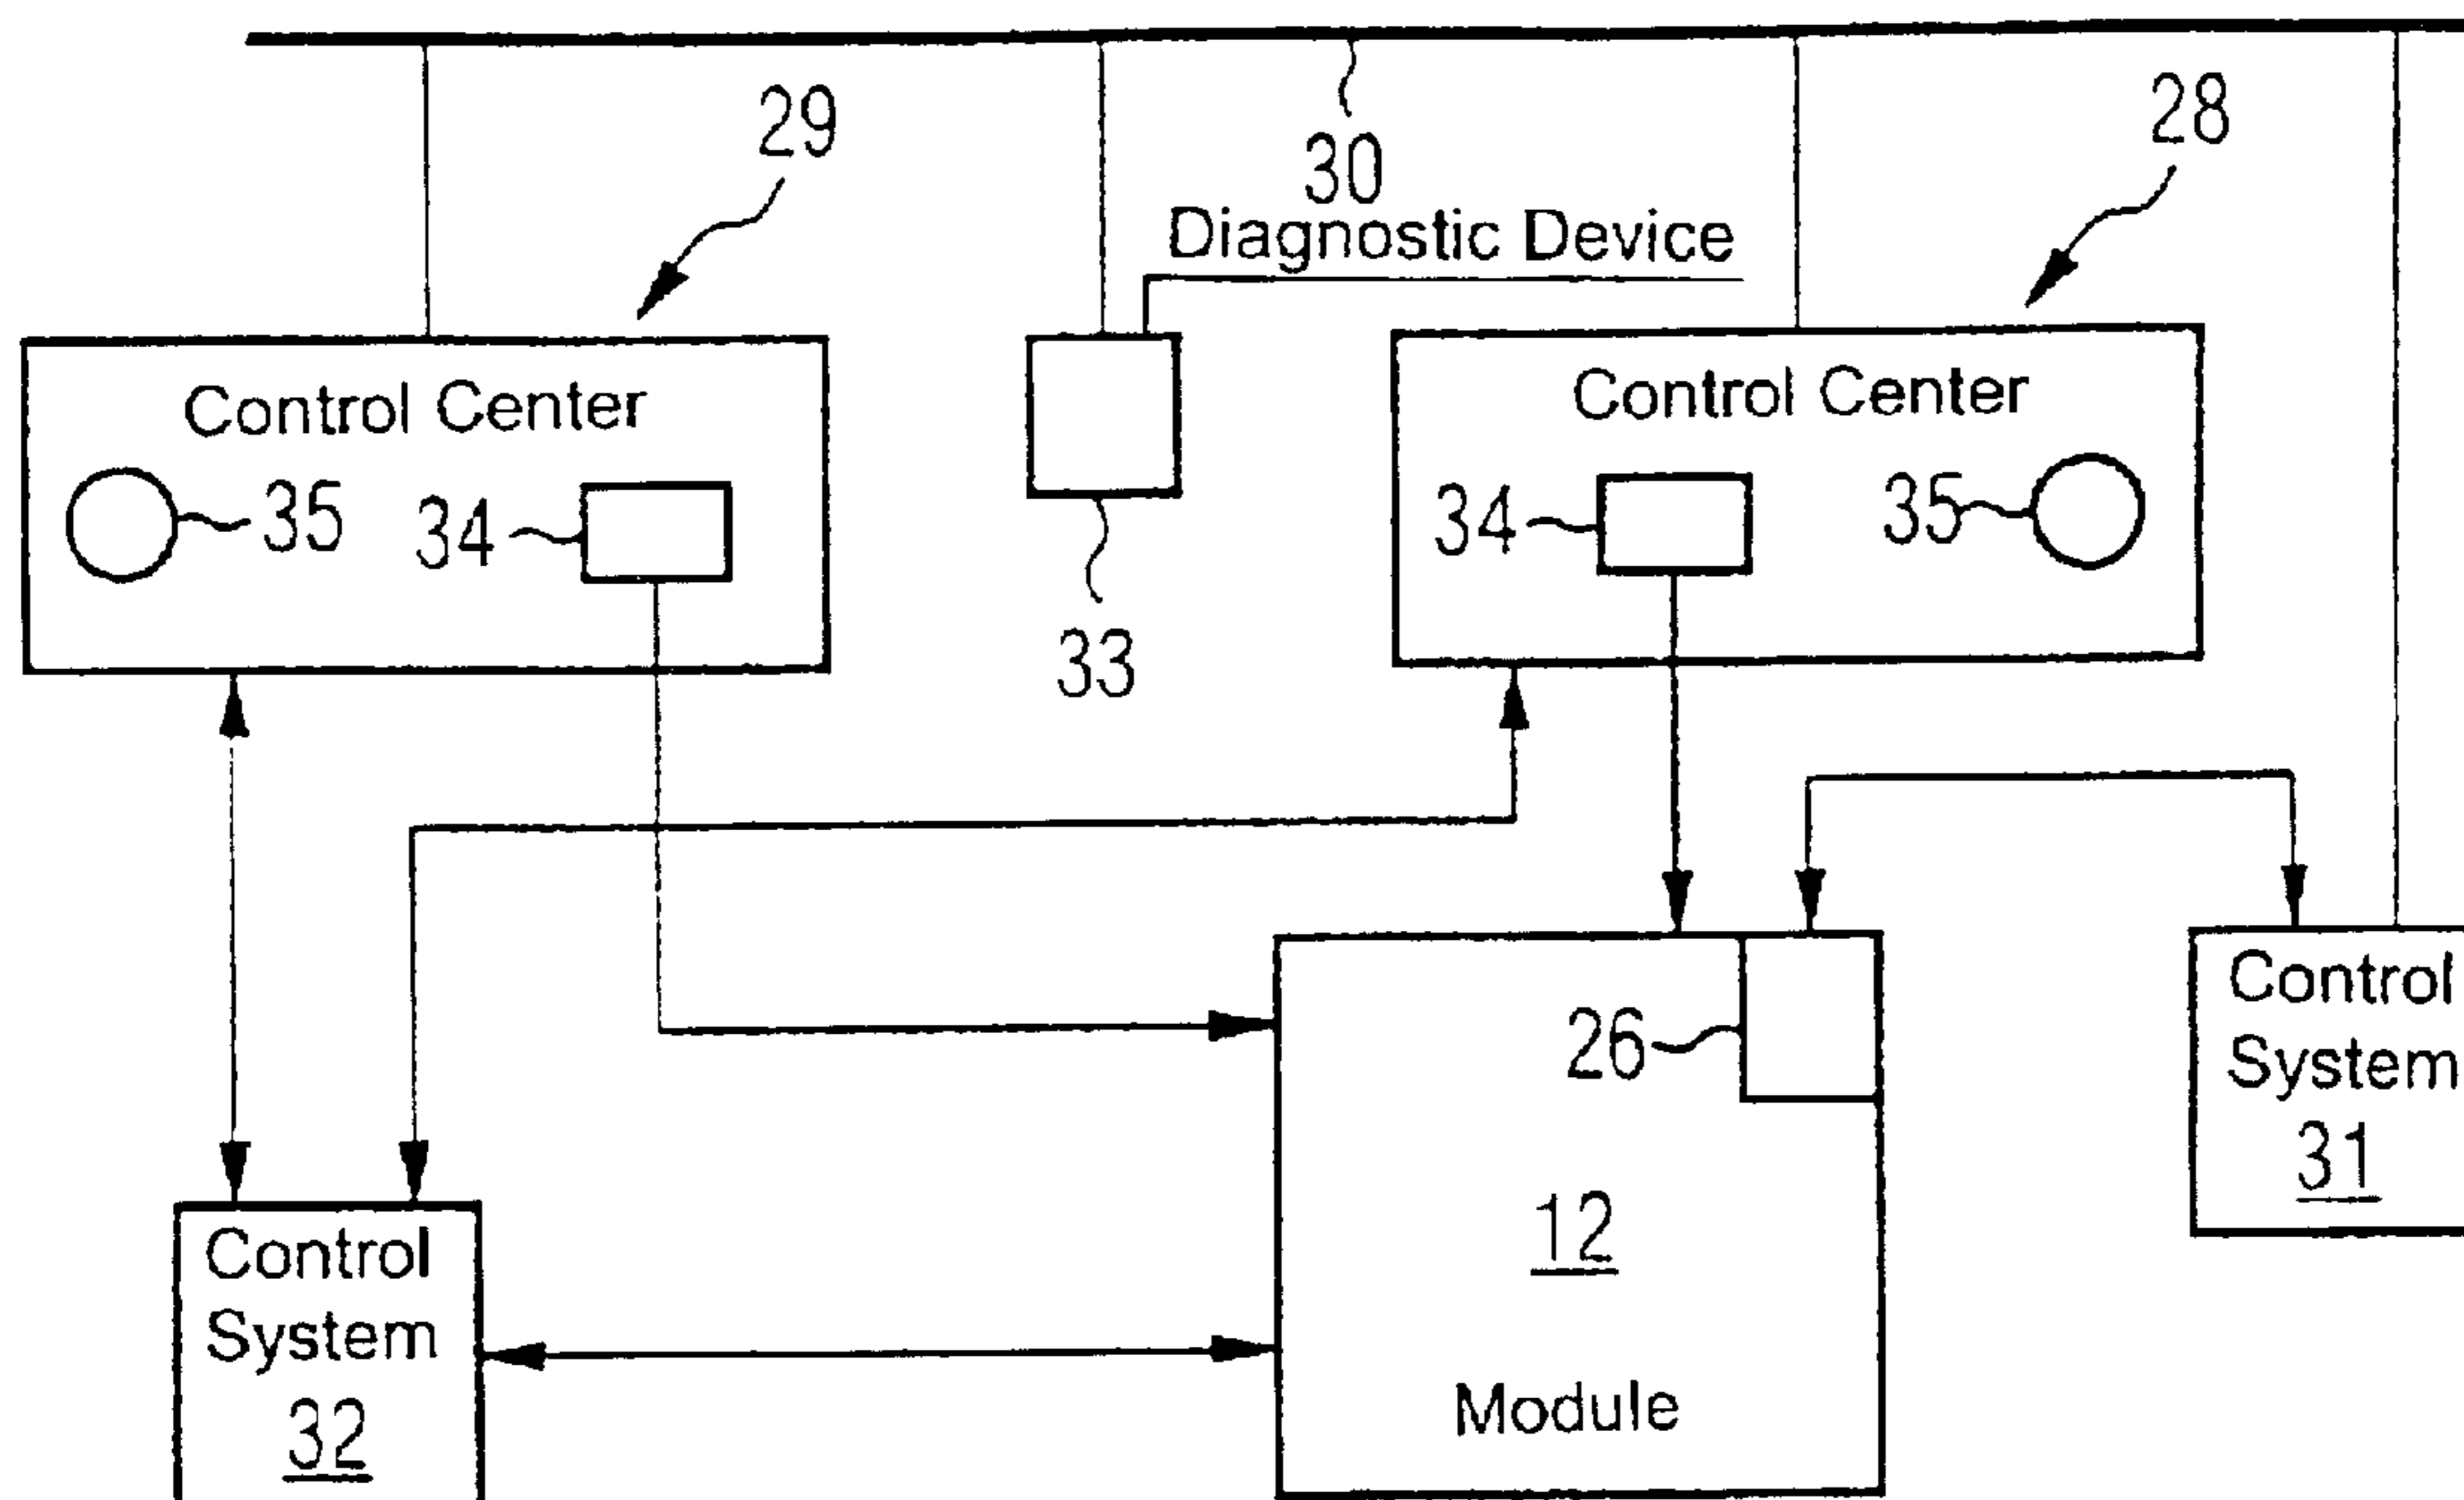 29
28
30
Diagnostic Device
Control Center
Control Center
35
34
34
35
33
Control
System
31
26
12
Control
System
32
Module